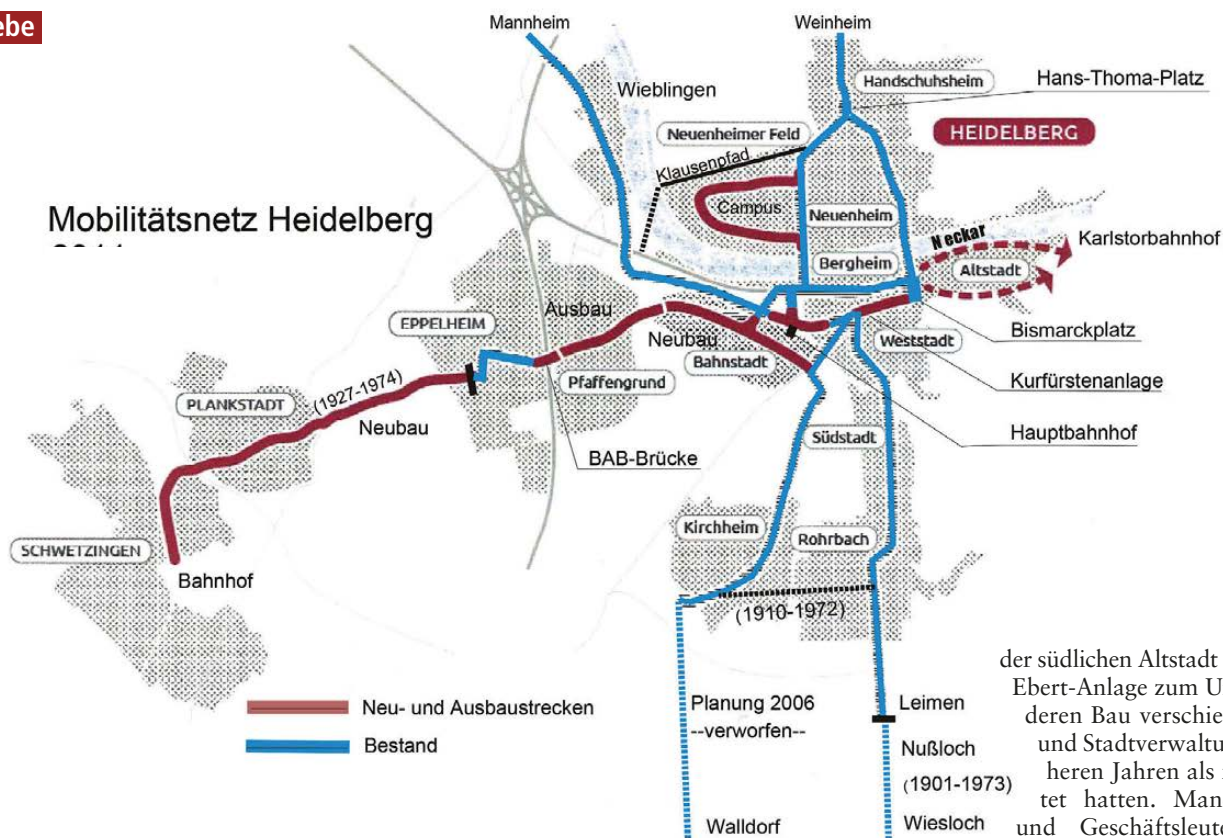 ebe
Mannheim
Weinheim
Wieblingen
Handschuhsheim
Hans-Thoma-Platz
Neuenheimer Feld
HEIDELBERG
Klausenpfad
Campus
Neuenheim
Mobilitätsnetz Heidelberg
Neckar
Karlstorbahnhof
Bergheim
Altstadt
Ausbau
EPPELHEIM
Neubau
Bismarckplatz
Weststadt
Bahnstadt
Pfaffengrund
Kurfürstenanlage
(1927-1974)
PLANKSTADT
Neubau
Hauptbahnhof
Südstadt
BAB-Brücke
Kirchheim
Rohrbach
SCHWETZINGEN
Bahnhof
(1910-1972)
Neu- und Ausbaustrecken
Bestand
Planung 2006
--verworfen--
Walldorf
Leimen
Nußloch
(1901-1973)
Wiesloch
der südlichen Altstadt
Ebert-Anlage zum U
deren Bau verschie
und Stadtverwaltu
heren Jahren als
tet hatten. Man
und Geschäftsleute